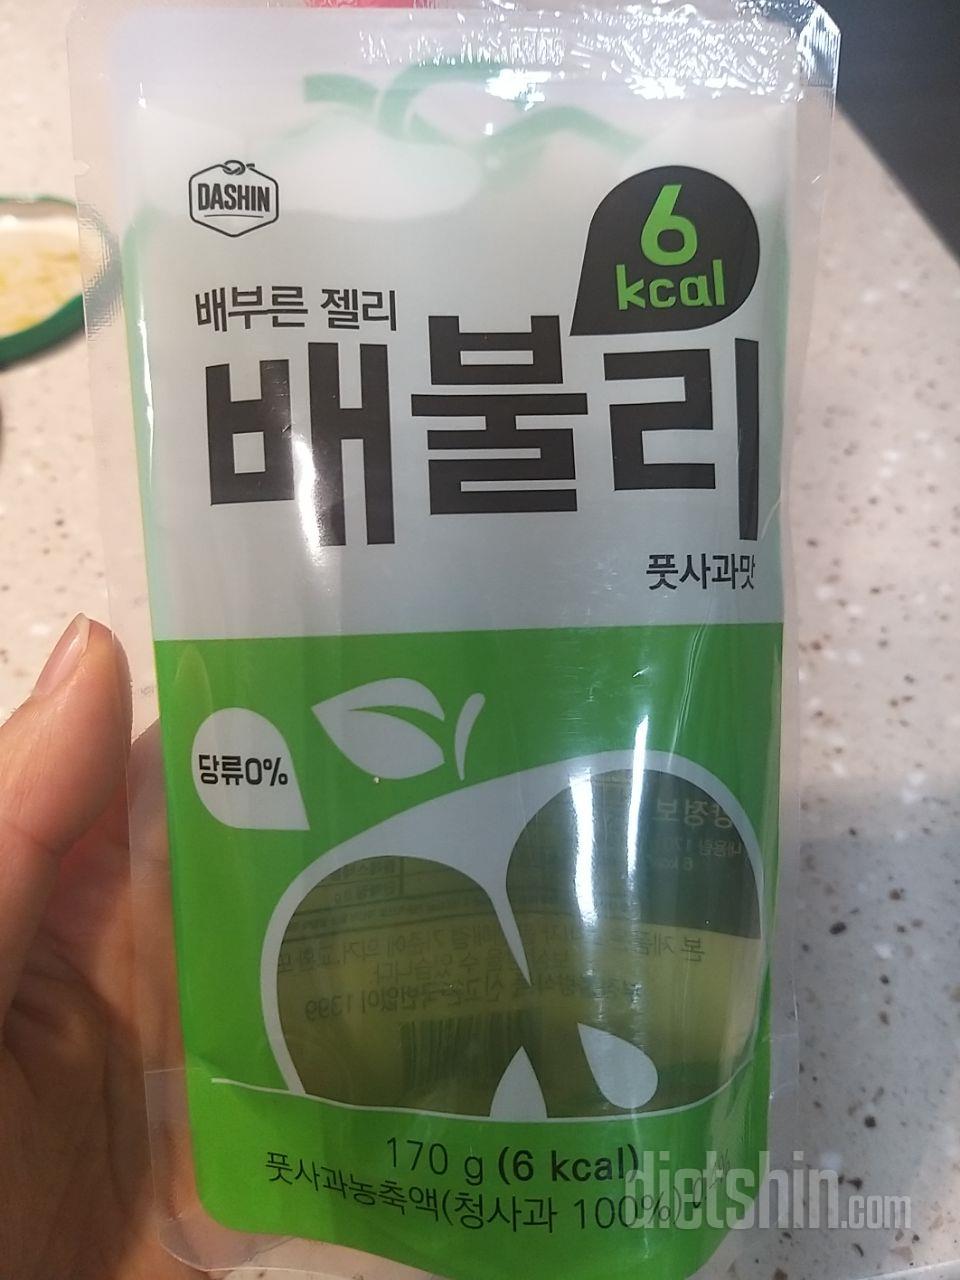 DASHIN
6
kcal
배부른 젤리
배불리
풋사과맛
당류0%
170 g (6 kcal)
풋사과농축액(청사과 100%)
dietshin.com